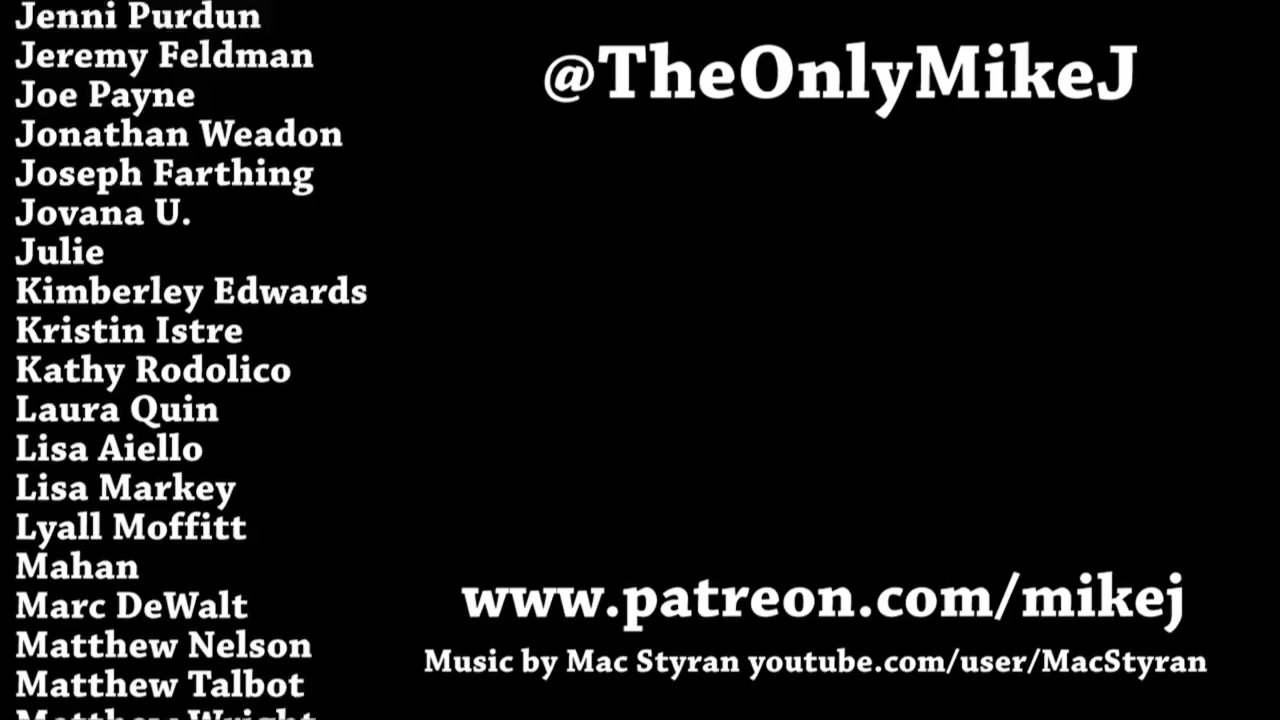 Jenni Purdun
Jeremy Feldman
Joe Payne
Jonathan Weadon
Joseph Farthing
Jovana U.
Julie
Kimberley Edwards
Kristin Istre
Kathy Rodolico
Laura Quin
Lisa Aiello
Lisa Markey
Lyall Moffitt
Mahan
Marc DeWalt
Matthew Nelson
Matthew Talbot
Matthew Wright
@TheOnlyMikeJ
www.patreon.com/mikej
Music by Mac Styran youtube.com/user/MacStyran